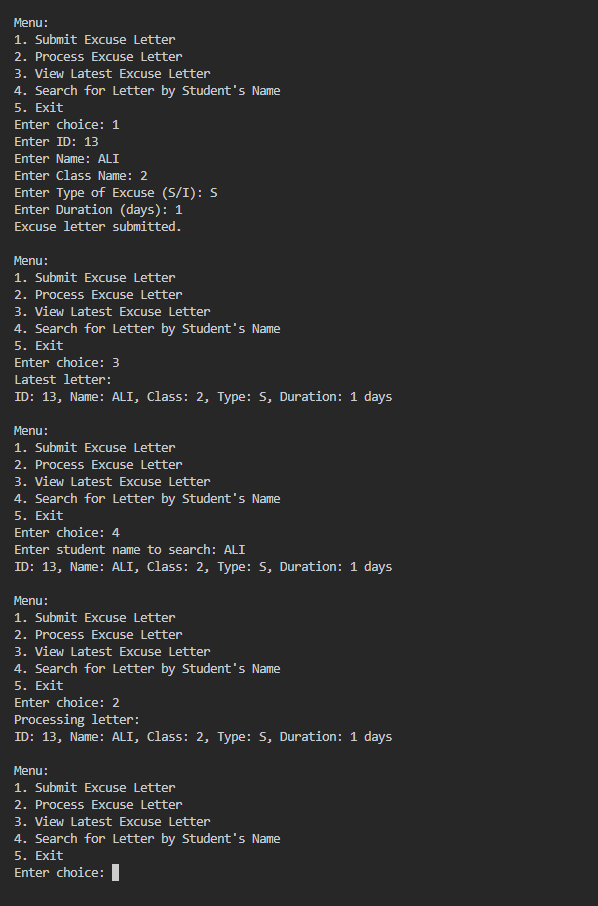 Menu:
1. Submit Excuse Letter
2. Process Excuse Letter
3. View Latest Excuse Letter
4. Search for Letter by Student's Name
5. Exit
Enter choice: 1
Enter ID: 13
Enter Name: ALI
Enter Class Name: 2
Enter Type of Excuse (S/I): S
Enter Duration (days): 1
Excuse letter submitted.

Menu:
1. Submit Excuse Letter
2. Process Excuse Letter
3. View Latest Excuse Letter
4. Search for Letter by Student's Name
5. Exit
Enter choice: 3
Latest letter:
ID: 13, Name: ALI, Class: 2, Type: S, Duration: 1 days

Menu:
1. Submit Excuse Letter
2. Process Excuse Letter
3. View Latest Excuse Letter
4. Search for Letter by Student's Name
5. Exit
Enter choice: 4
Enter student name to search: ALI
ID: 13, Name: ALI, Class: 2, Type: S, Duration: 1 days

Menu:
1. Submit Excuse Letter
2. Process Excuse Letter
3. View Latest Excuse Letter
4. Search for Letter by Student's Name
5. Exit
Enter choice: 2
Processing letter:
ID: 13, Name: ALI, Class: 2, Type: S, Duration: 1 days

Menu:
1. Submit Excuse Letter
2. Process Excuse Letter
3. View Latest Excuse Letter
4. Search for Letter by Student's Name
5. Exit
Enter choice: